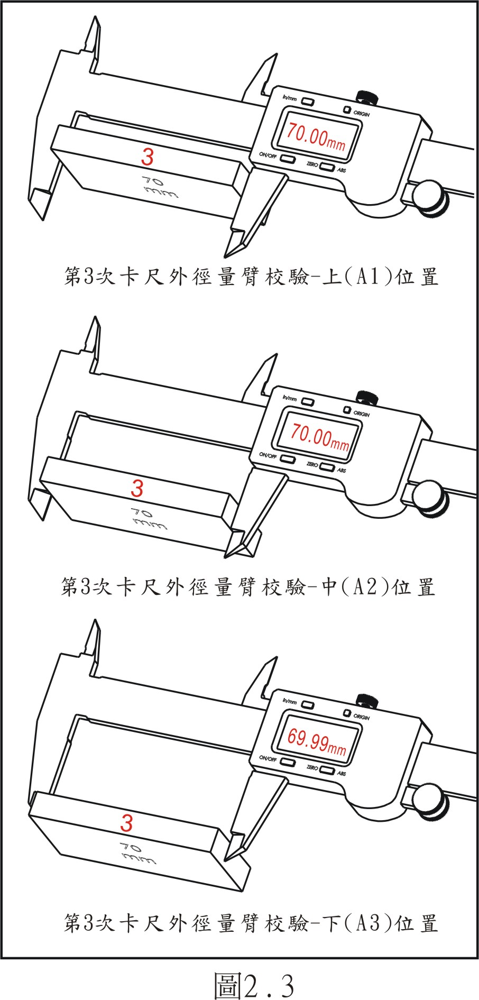 in/mm
ORIGIN
70.00mm
ON/OFF
ZERO
ABS
3
70
mm
第3次卡尺外徑量臂校驗-上(A1)位置
in/mm
ORIGIN
70.00mm
ON/OFF
ZERO
ABS
3
70
mm
第3次卡尺外徑量臂校驗-中(A2)位置
in/mm
ORIGIN
69.99mm
ON/OFF
ZERO
ABS
3
70
mm
第3次卡尺外徑量臂校驗-下(A3)位置
圖2.3